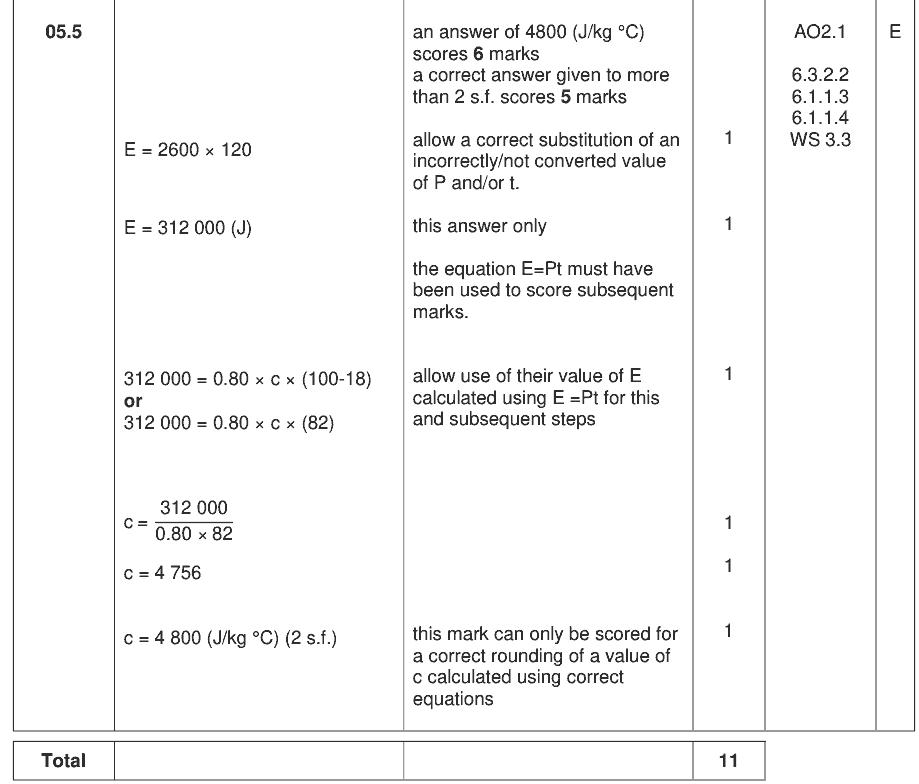 05.5
an answer of 4800 (J/kg °C)
scores 6 marks
a correct answer given to more
than 2 s.f. scores 5 marks
AO2.1
6.3.2.2
6.1.1.3
6.1.1.4
WS 3.3
E
E = 2600 × 120
allow a correct substitution of an
incorrectly/not converted value
of P and/or t.
1
E = 312 000 (J)
this answer only
1
the equation E=Pt must have
been used to score subsequent
marks.
312 000 = 0.80 × c × (100-18)
or
312 000 = 0.80 × c × (82)
allow use of their value of E
calculated using E =Pt for this
and subsequent steps
1
c = 312 000
0.80 × 82
1
c = 4 756
1
c = 4 800 (J/kg °C) (2 s.f.)
this mark can only be scored for
a correct rounding of a value of
c calculated using correct
equations
1
Total
11